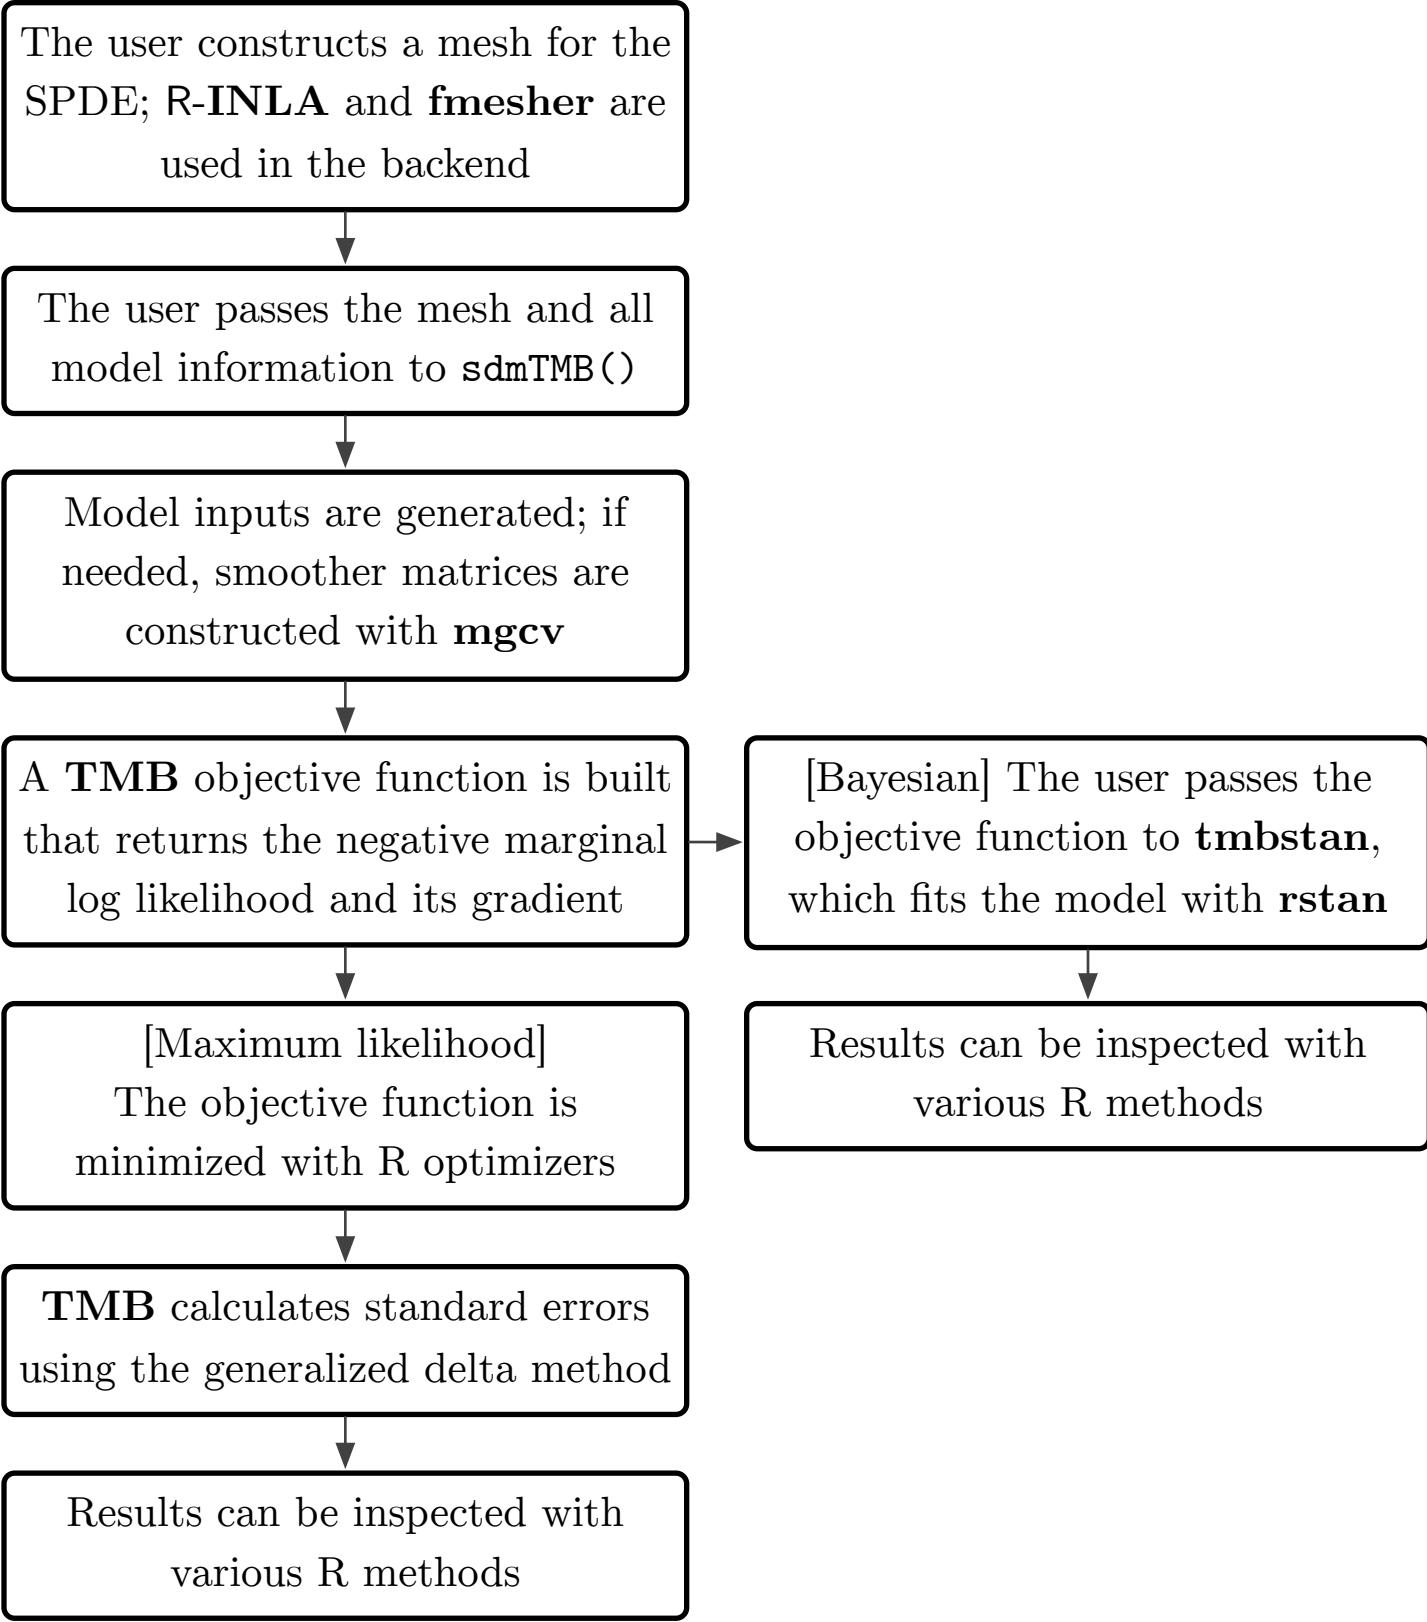 The user constructs a mesh for the
SPDE; R-INLA and fmesher are
used in the backend
The user passes the mesh and all
model information to sdmTMB()
Model inputs are generated; if
needed, smoother matrices are
constructed with mgcv
A TMB objective function is built
that returns the negative marginal
log likelihood and its gradient
[Bayesian] The user passes the
objective function to tmbstan,
which fits the model with rstan
[Maximum likelihood]
The objective function is
minimized with R optimizers
Results can be inspected with
various R methods
TMB calculates standard errors
using the generalized delta method
Results can be inspected with
various R methods